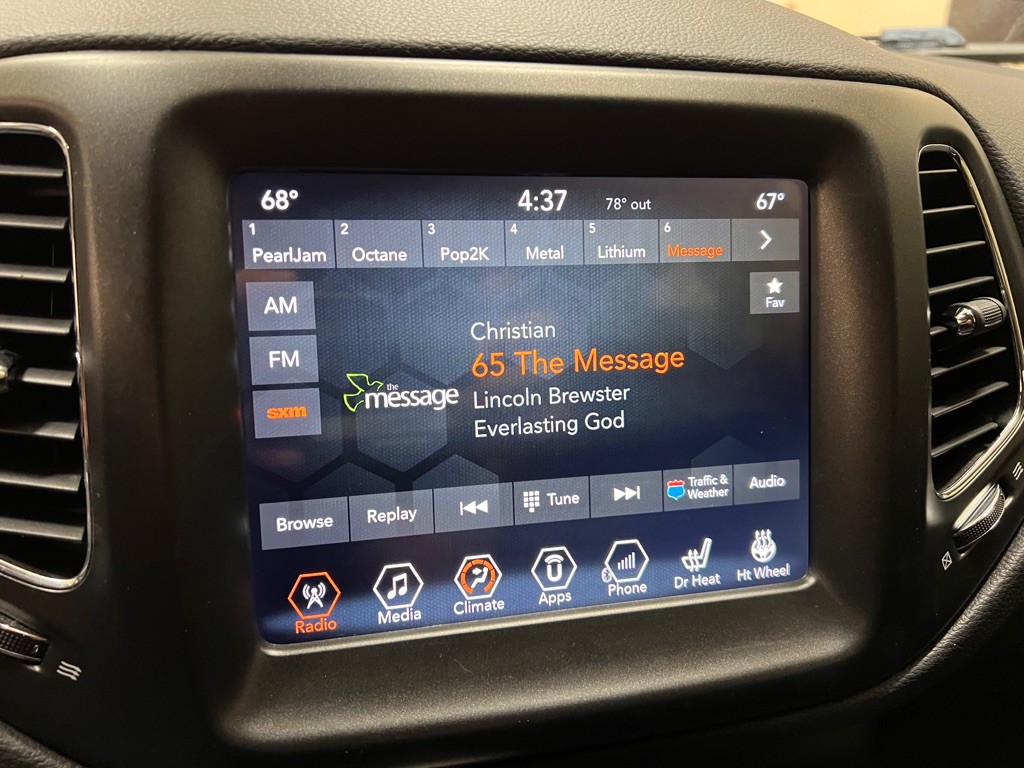 68° 4:37 78° out 67°
1 PearlJam 2 Octane 3 Pop2K 4 Metal 5 Lithium 6 Message
Fav
AM
FM
sxm
the message
Christian
65 The Message
Lincoln Brewster
Everlasting God
Browse Replay Tune Traffic & Weather Audio
Radio Media Climate Apps Phone Dr Heat Ht Wheel